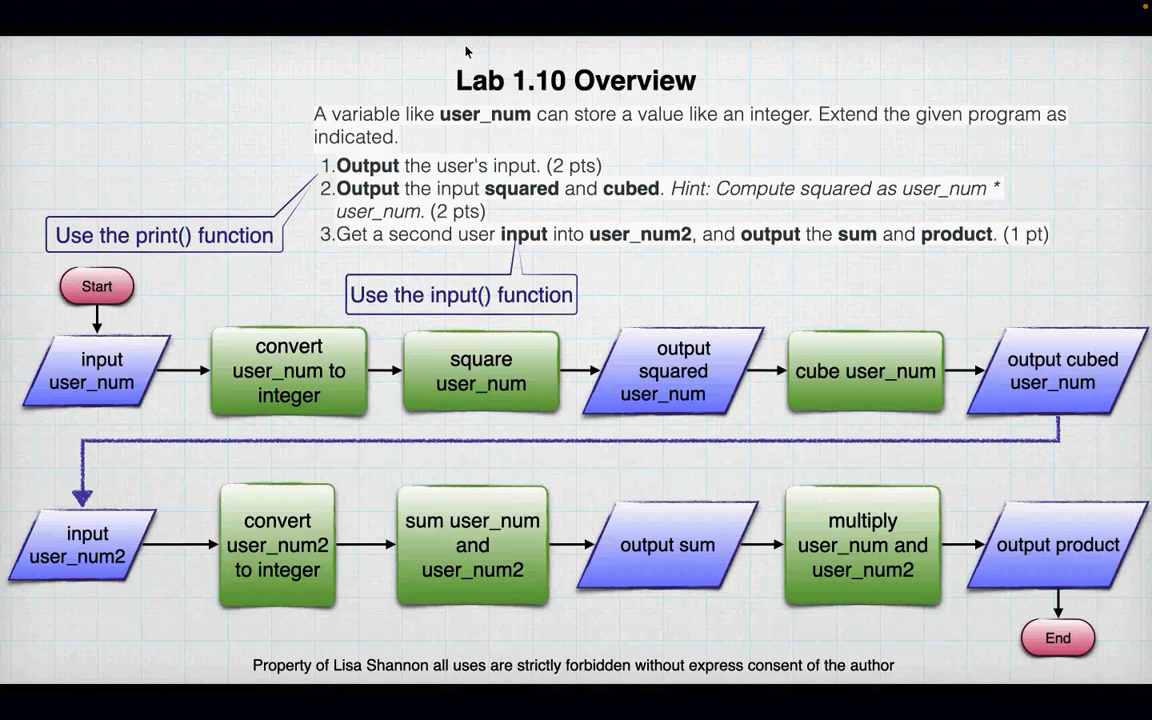 Lab 1.10 Overview
A variable like user_num can store a value like an integer. Extend the given program as
indicated.
1.Output the user's input. (2 pts)
2.Output the input squared and cubed. Hint: Compute squared as user_num *
user_num. (2 pts)
3.Get a second user input into user_num2, and output the sum and product. (1 pt)
Use the print() function
Use the input() function
Start
input
user_num
convert
user_num to
integer
square
user_num
output
squared
user_num
cube user_num
output cubed
user_num
input
user_num2
convert
user_num2
to integer
sum user_num
and
user_num2
output sum
multiply
user_num and
user_num2
output product
End
Property of Lisa Shannon all uses are strictly forbidden without express consent of the author